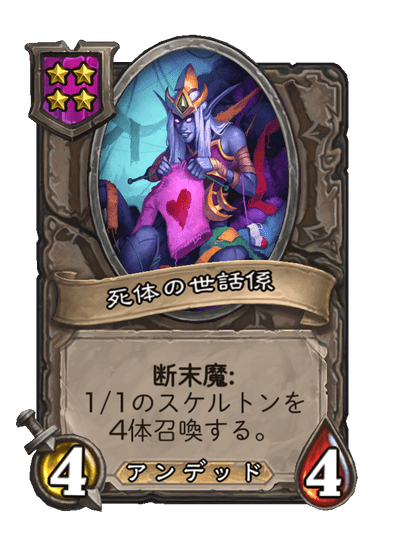 死体の世話係
断末魔:
1/1のスケルトンを
4体召喚する。
4
アンデッド
4